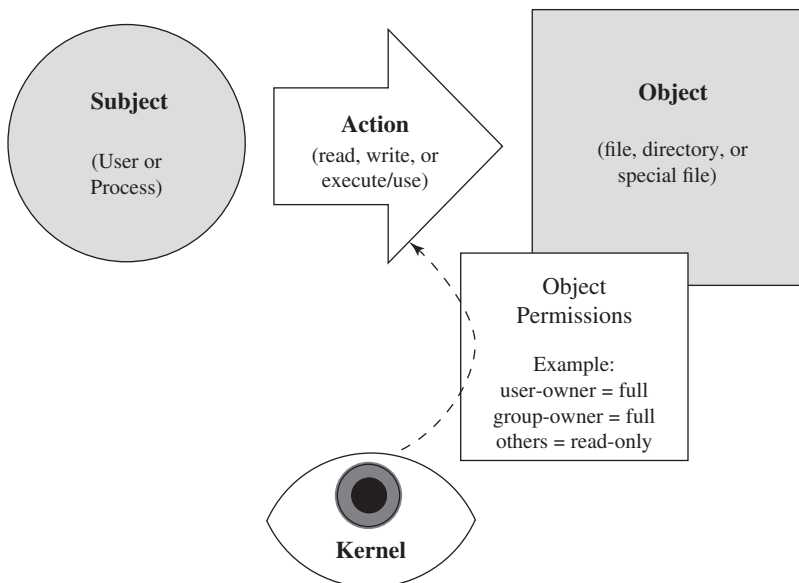 Subject
(User or
Process)
Action
(read, write, or
execute/use)
Object
(file, directory, or
special file)
Object
Permissions
Example:
user-owner = full
group-owner = full
others = read-only
Kernel